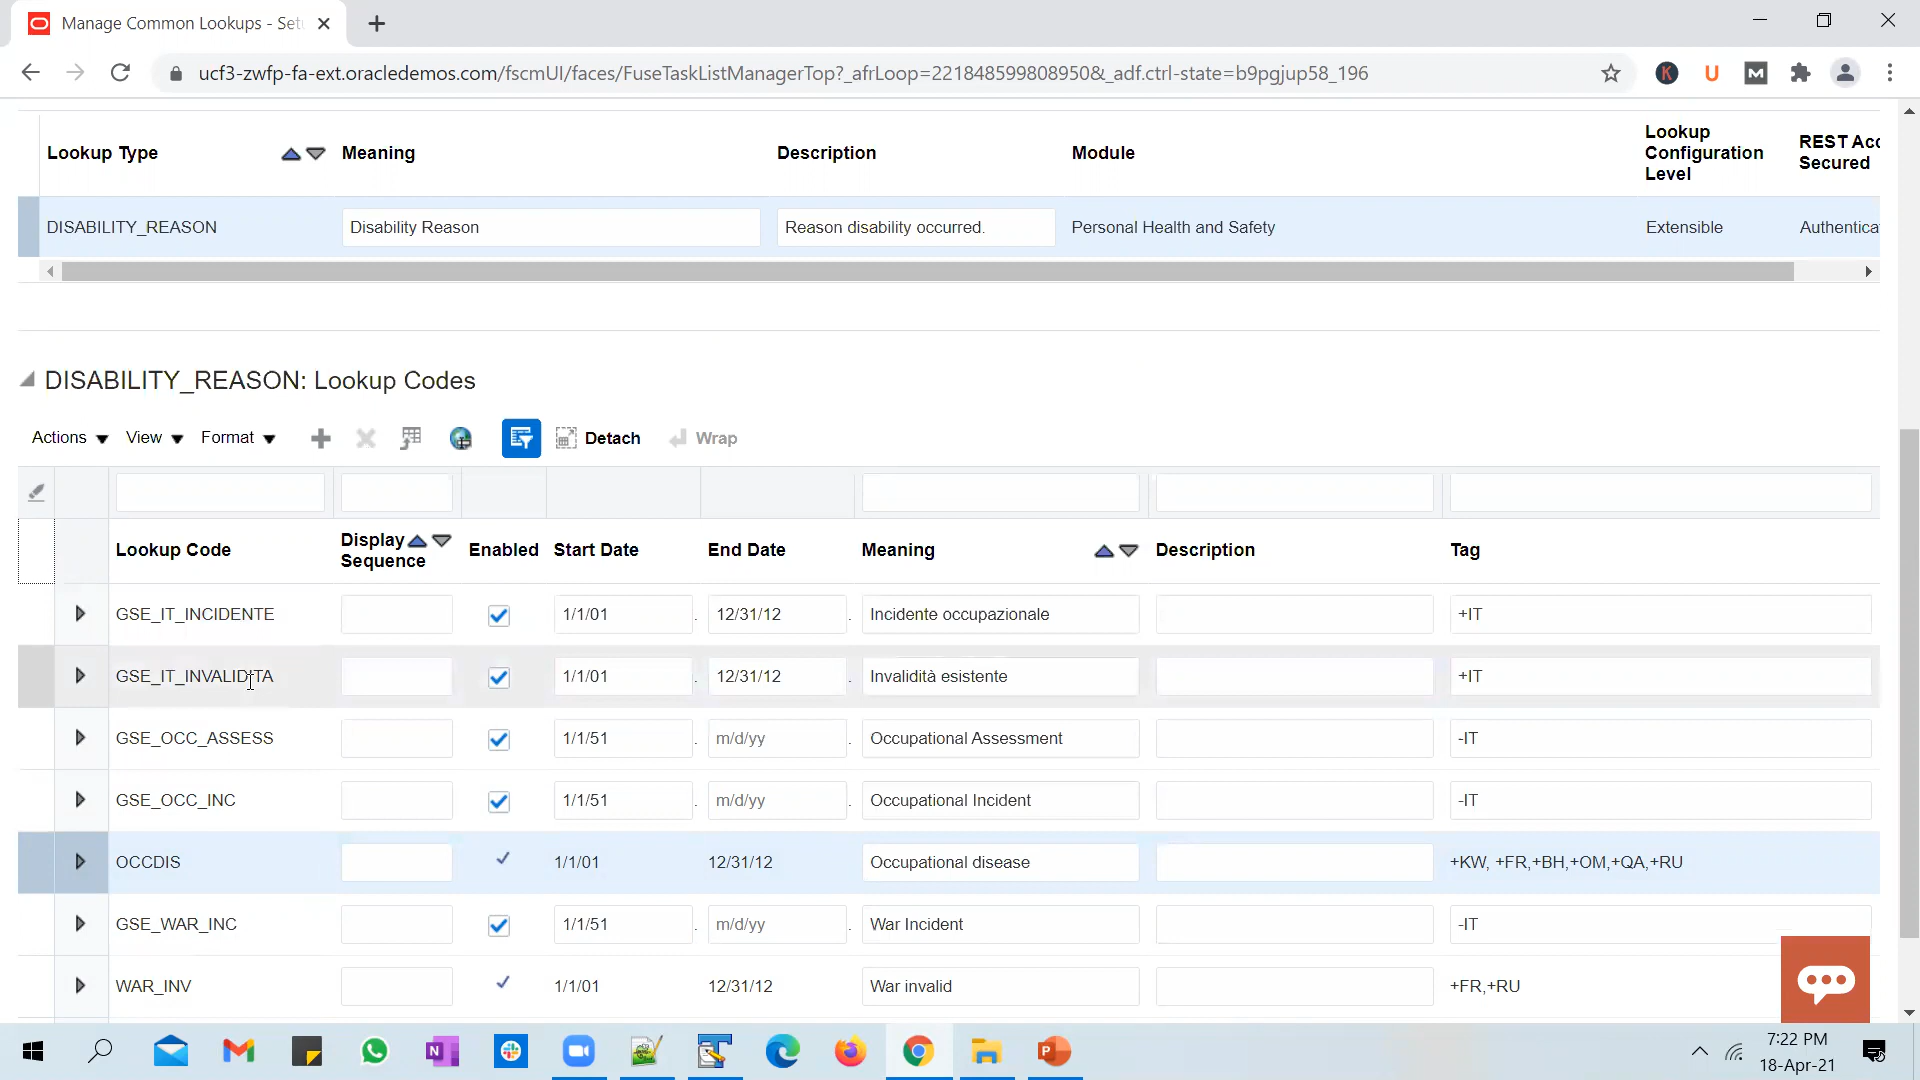 Manage Common Lookups - Set
ucf3-zwfp-fa-ext.oracledemos.com/fscmUI/faces/FuseTaskListManagerTop?_afrLoop=221848599808950&_adf.ctrl-state=b9pgjup58_196
Lookup Type Meaning Description Module Lookup Configuration Level REST Acc Secured
DISABILITY_REASON Disability Reason Reason disability occurred. Personal Health and Safety Extensible Authentica
DISABILITY_REASON: Lookup Codes
Actions View Format Detach Wrap
Lookup Code Display Sequence Enabled Start Date End Date Meaning Description Tag
GSE_IT_INCIDENTE 1/1/01 12/31/12 Incidente occupazionale +IT
GSE_IT_INVALIDITA 1/1/01 12/31/12 Invalidità esistente +IT
GSE_OCC_ASSESS 1/1/51 m/d/yy Occupational Assessment -IT
GSE_OCC_INC 1/1/51 m/d/yy Occupational Incident -IT
OCCDIS 1/1/01 12/31/12 Occupational disease +KW, +FR,+BH,+OM,+QA,+RU
GSE_WAR_INC 1/1/51 m/d/yy War Incident -IT
WAR_INV 1/1/01 12/31/12 War invalid +FR,+RU
7:22 PM
18-Apr-21